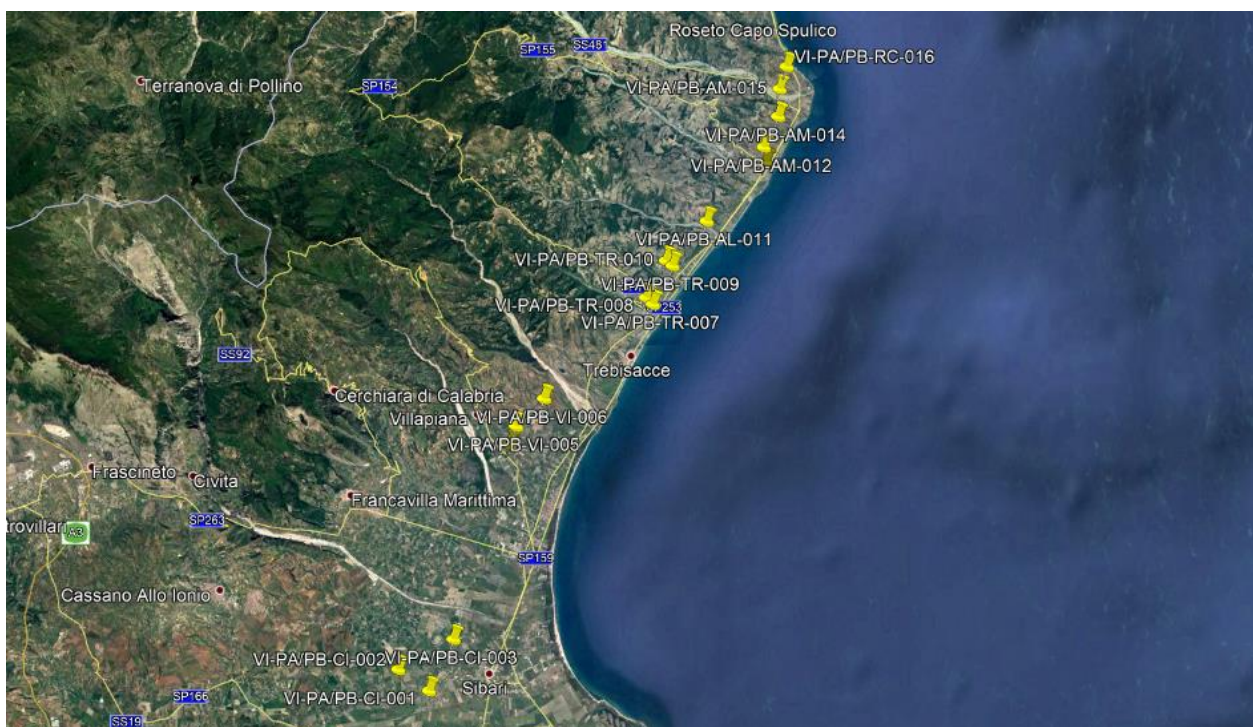 Roseto Capo Spulico
SS481
SP155
VI-PA/PB-RC-016
Terranova di Pollino
SP154
VI-PA/PB-AM-015
VI-PA/PB-AM-014
VI-PA/PB-AM-012
VI-PA/PB-AL-011
VI-PA/PB-TR-010
VI-PA/PB-TR-009
VI-PA/PB-TR-008
VI-PA/PB-TR-007
Trebisacce
SS92
Cerchiara di Calabria
Villapiana
VI-PA/PB-VI-006
VI-PA/PB-VI-005
Frascineto
Civita
Francavilla Marittima
SP263
trovillari
A3
SP159
Cassano Allo Ionio
VI-PA/PB-CI-002
VI-PA/PB-CI-003
Sibari
VI-PA/PB-CI-001
SP166
SS19